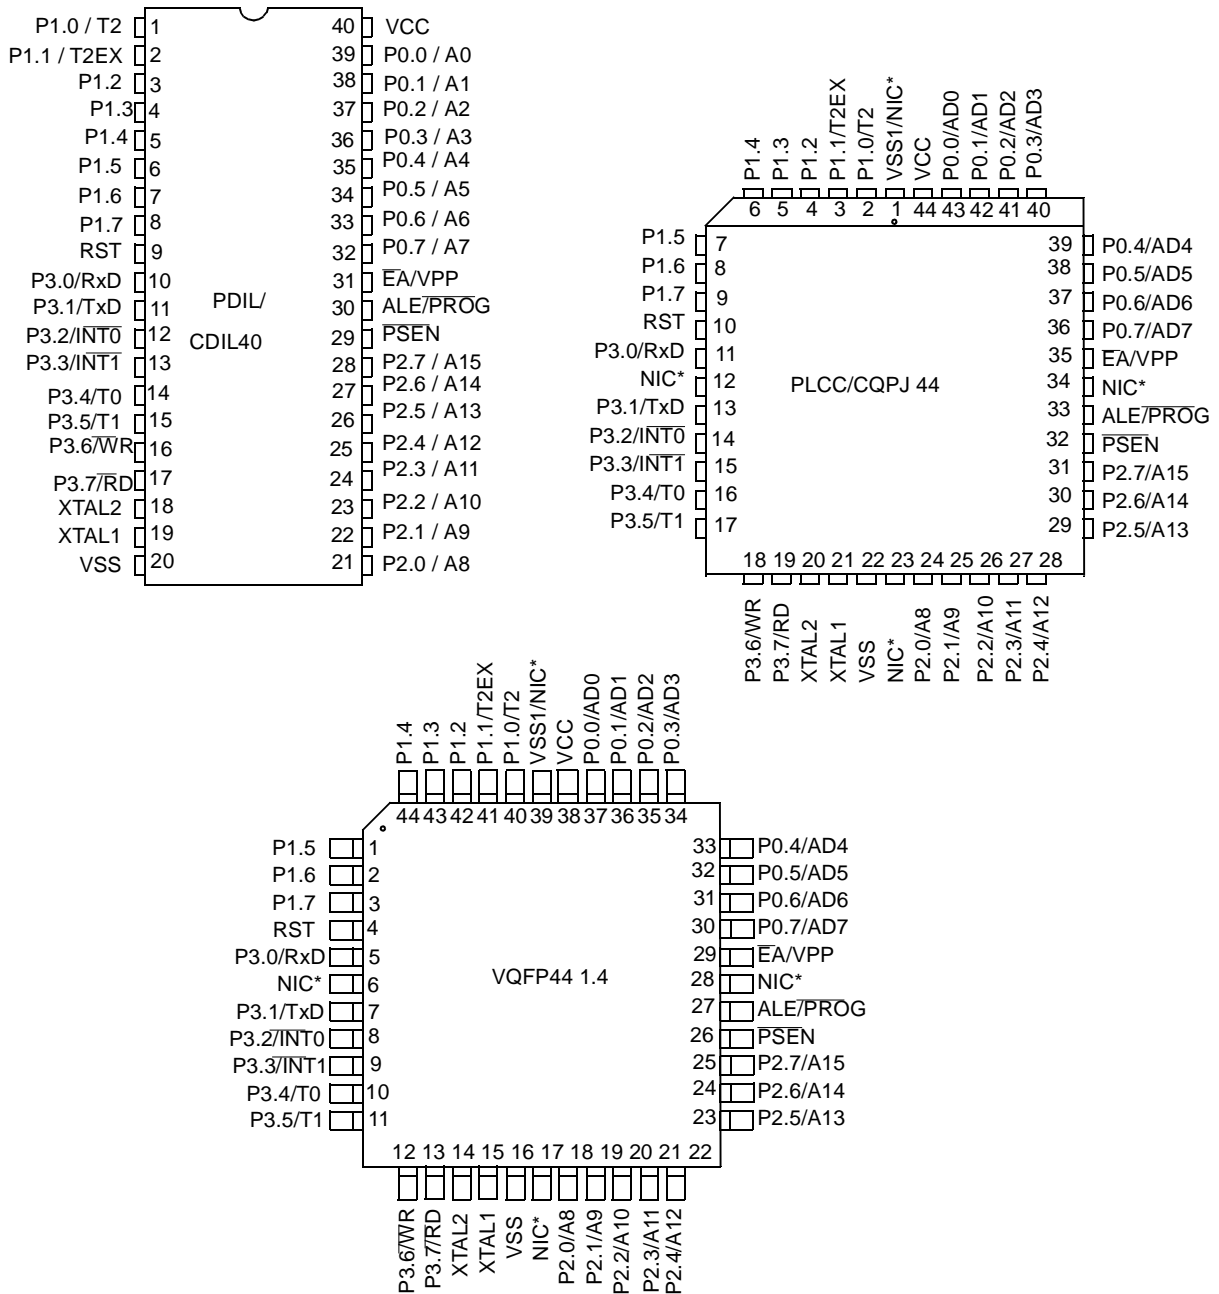 P1.0 / T2 1 40 VCC
P1.1 / T2EX 2 39 P0.0 / A0
P1.2 3 38 P0.1 / A1
P1.3 4 37 P0.2 / A2
P1.4 5 36 P0.3 / A3
P1.5 6 35 P0.4 / A4
P1.6 7 34 P0.5 / A5
P1.7 8 33 P0.6 / A6
RST 9 32 P0.7 / A7
P3.0/RxD 10 31 EA/VPP
P3.1/TxD 11 30 ALE/PROG
P3.2/INT0 12 29 PSEN
P3.3/INT1 13 28 P2.7 / A15
P3.4/T0 14 27 P2.6 / A14
P3.5/T1 15 26 P2.5 / A13
P3.6/WR 16 25 P2.4 / A12
P3.7/RD 17 24 P2.3 / A11
XTAL2 18 23 P2.2 / A10
XTAL1 19 22 P2.1 / A9
VSS 20 21 P2.0 / A8
PDIL/
CDIL40
P1.4 P1.3 P1.2 P1.1/T2EX P1.0/T2 VSS1/NIC* VCC P0.0/AD0 P0.1/AD1 P0.2/AD2 P0.3/AD3
6 5 4 3 2 1 44 43 42 41 40
P1.5 7 39 P0.4/AD4
P1.6 8 38 P0.5/AD5
P1.7 9 37 P0.6/AD6
RST 10 36 P0.7/AD7
P3.0/RxD 11 35 EA/VPP
NIC* 12 34 NIC*
P3.1/TxD 13 33 ALE/PROG
P3.2/INT0 14 32 PSEN
P3.3/INT1 15 31 P2.7/A15
P3.4/T0 16 30 P2.6/A14
P3.5/T1 17 29 P2.5/A13
PLCC/CQPJ 44
18 19 20 21 22 23 24 25 26 27 28
P3.6/WR P3.7/RD XTAL2 XTAL1 VSS NIC* P2.0/A8 P2.1/A9 P2.2/A10 P2.3/A11 P2.4/A12
P1.4 P1.3 P1.2 P1.1/T2EX P1.0/T2 VSS1/NIC* VCC P0.0/AD0 P0.1/AD1 P0.2/AD2 P0.3/AD3
44 43 42 41 40 39 38 37 36 35 34
P1.5 1 33 P0.4/AD4
P1.6 2 32 P0.5/AD5
P1.7 3 31 P0.6/AD6
RST 4 30 P0.7/AD7
P3.0/RxD 5 29 EA/VPP
NIC* 6 28 NIC*
P3.1/TxD 7 27 ALE/PROG
P3.2/INT0 8 26 PSEN
P3.3/INT1 9 25 P2.7/A15
P3.4/T0 10 24 P2.6/A14
P3.5/T1 11 23 P2.5/A13
VQFP44 1.4
12 13 14 15 16 17 18 19 20 21 22
P3.6/WR P3.7/RD XTAL2 XTAL1 VSS NIC* P2.0/A8 P2.1/A9 P2.2/A10 P2.3/A11 P2.4/A12